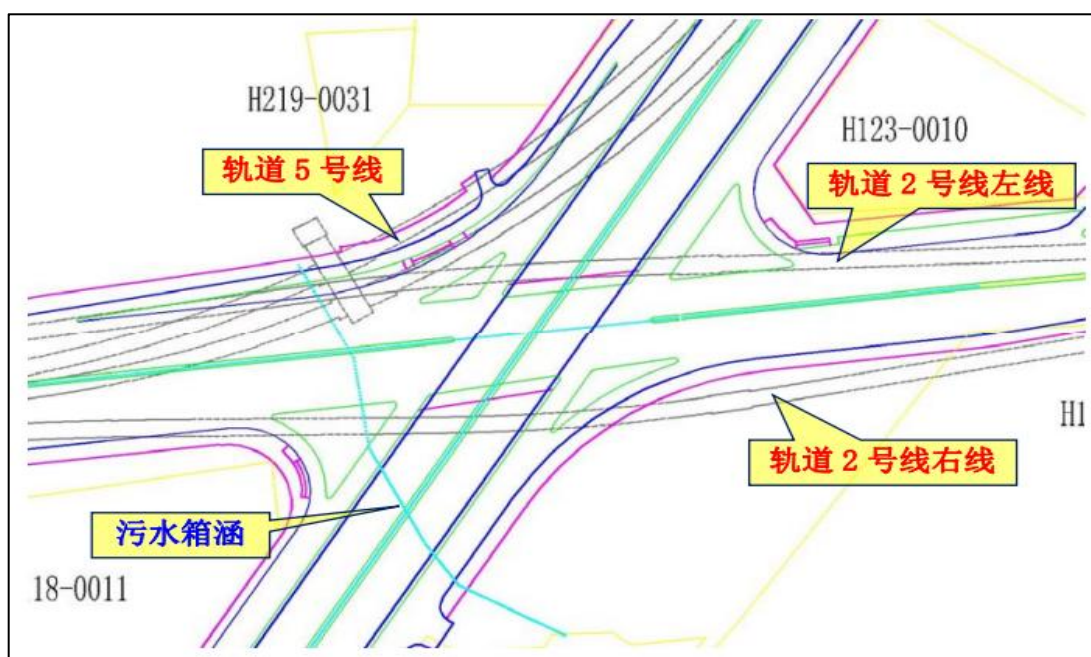 H219-0031
H123-0010
轨道 5 号线
轨道 2 号线左线
H1
轨道 2 号线右线
污水箱涵
18-0011